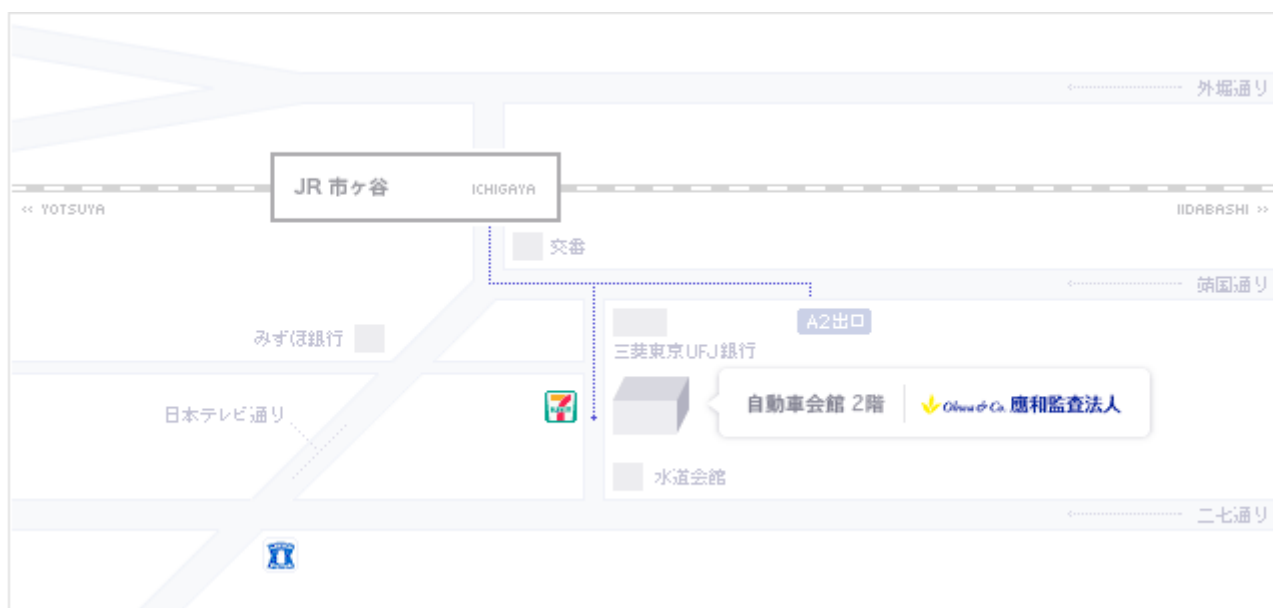 外堀通り
JR 市ヶ谷 ICHIGAYA
<< YOTSUYA
IIDABASHI >>
交番
靖国通り
A2出口
みずほ銀行
三菱東京UFJ銀行
自動車会館 2階
Ohwa & Co. 應和監査法人
日本テレビ通り
水道会館
二七通り